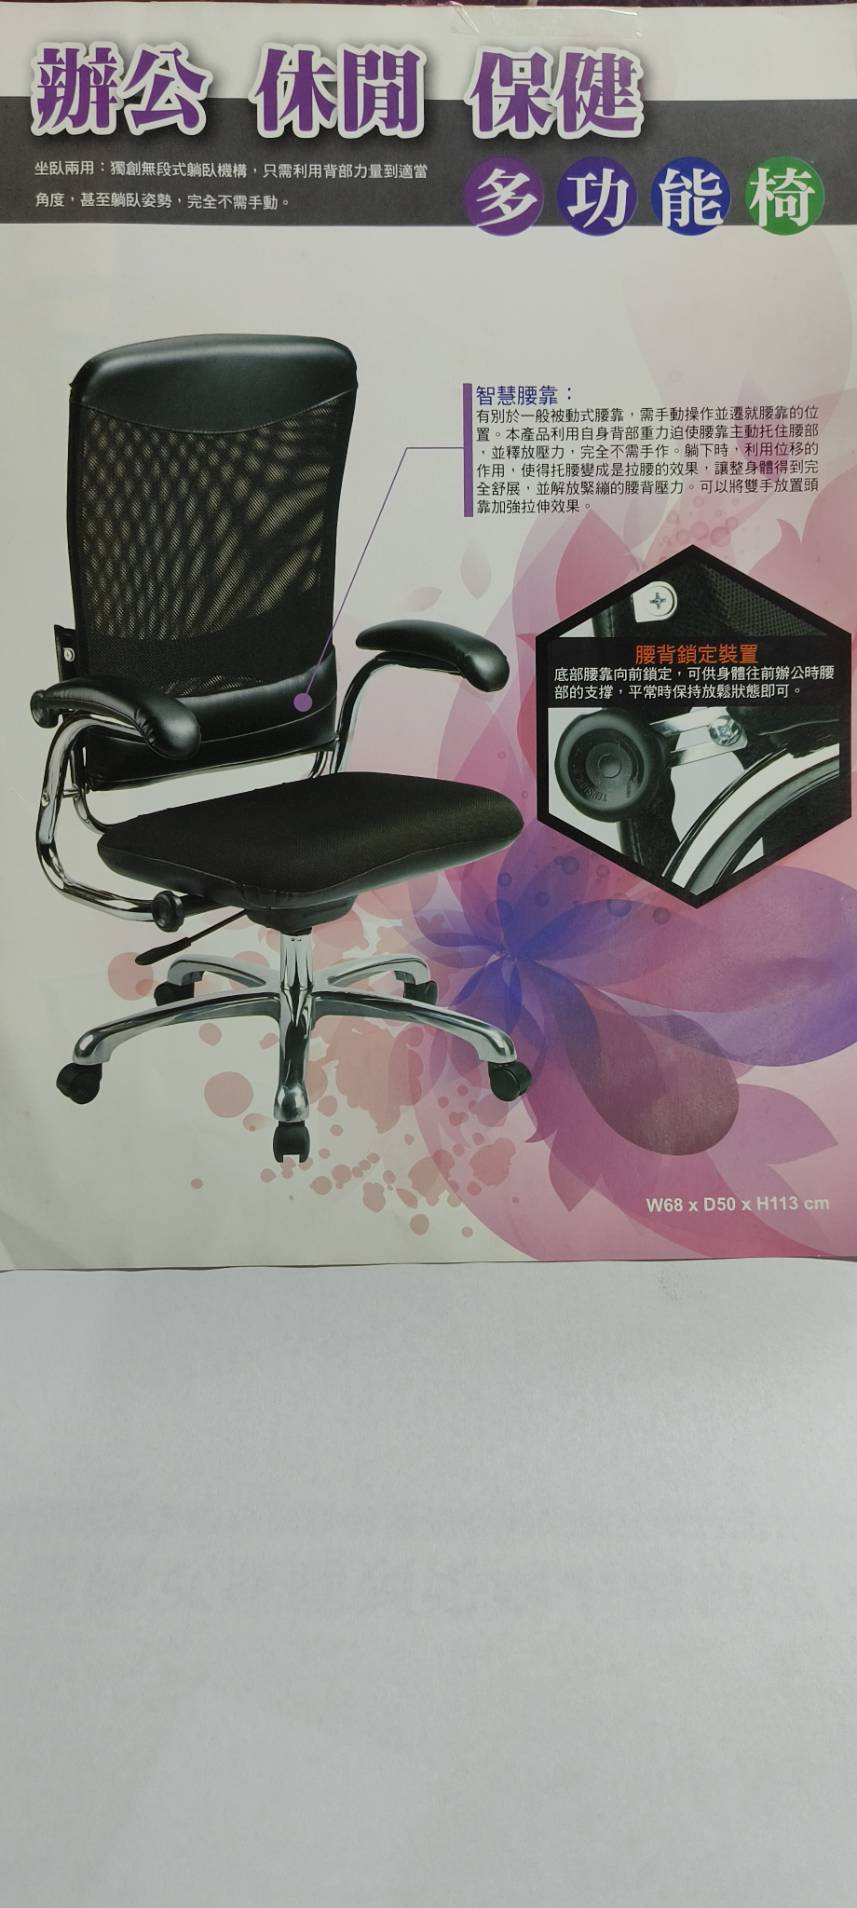 辦公 休閒 保健
坐臥兩用：獨創無段式躺臥機構，只需利用背部力量到適當
角度，甚至躺臥姿勢，完全不需手動。
多功能椅
智慧腰靠：
有別於一般被動式腰靠，需手動操作並遷就腰靠的位
置。本產品利用自身背部重力迫使腰靠主動托住腰部
，並釋放壓力，完全不需手作。躺下時，利用位移的
作用，使得托腰變成是拉腰的效果，讓整身體得到完
全舒展，並解放緊繃的腰背壓力。可以將雙手放置頭
靠加強拉伸效果。
腰背鎖定裝置
底部腰靠向前鎖定，可供身體往前辦公時腰
部的支撐，平常時保持放鬆狀態即可。
W68 x D50 x H113 cm